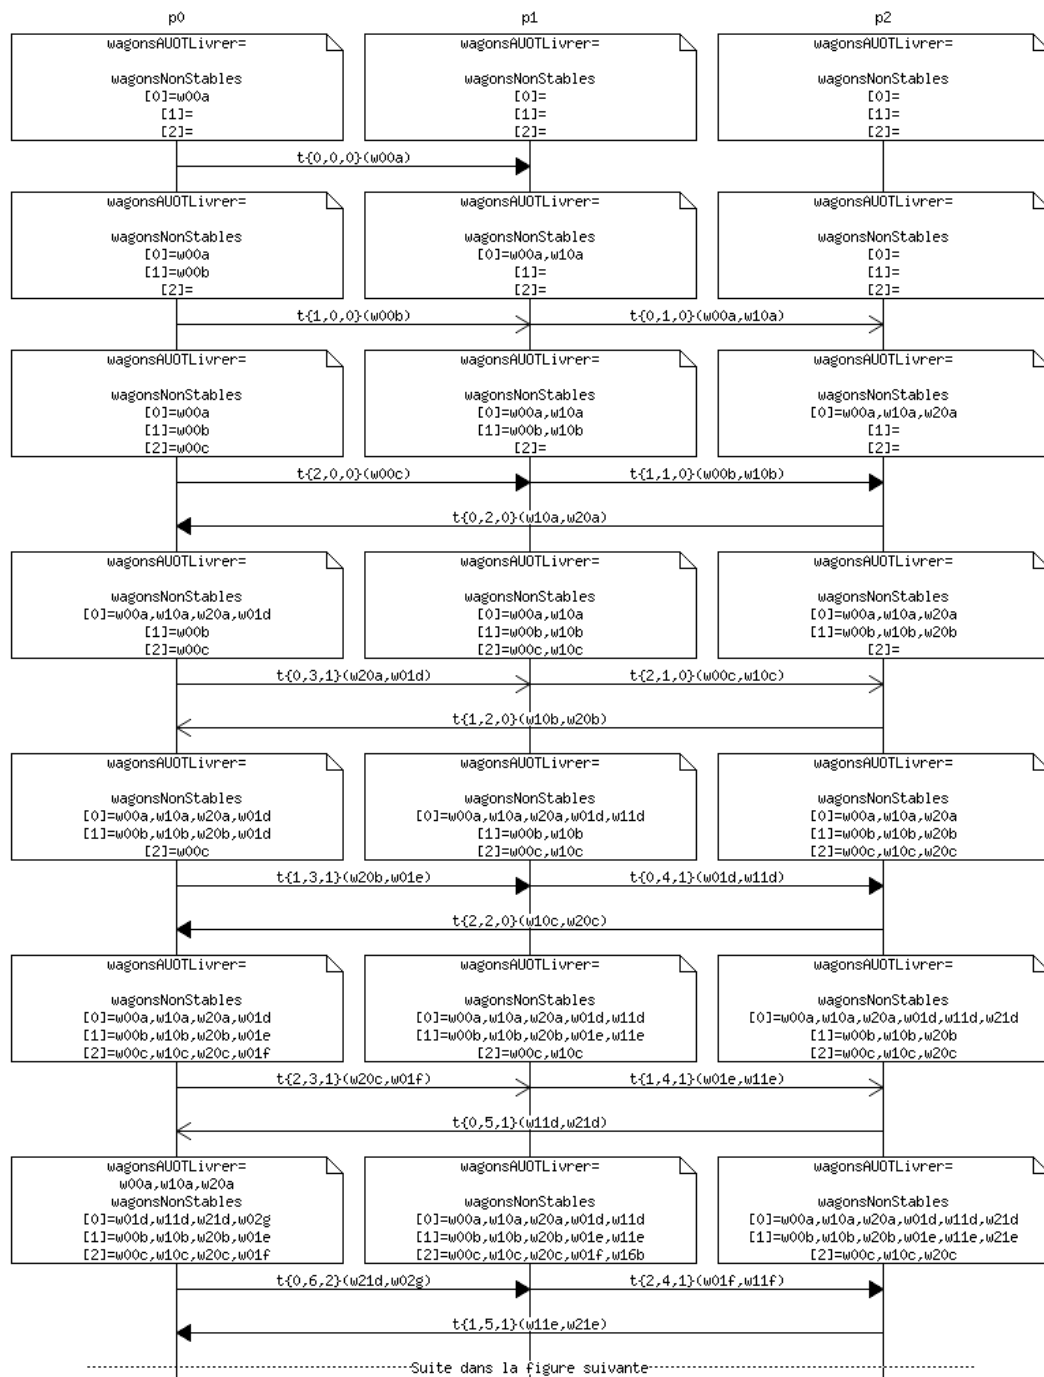 p0 p1 p2
wagonsAUOTLivrer= wagonsAUOTLivrer= wagonsAUOTLivrer=
wagonsNonStables wagonsNonStables wagonsNonStables
[0]=w00a [0]= [0]=
[1]= [1]= [1]=
[2]= [2]= [2]=
t{0,0,0}(w00a)
wagonsAUOTLivrer= wagonsAUOTLivrer= wagonsAUOTLivrer=
wagonsNonStables wagonsNonStables wagonsNonStables
[0]=w00a [0]=w00a,w10a [0]=
[1]=w00b [1]= [1]=
[2]= [2]= [2]=
t{1,0,0}(w00b) t{0,1,0}(w00a,w10a)
wagonsAUOTLivrer= wagonsAUOTLivrer= wagonsAUOTLivrer=
wagonsNonStables wagonsNonStables wagonsNonStables
[0]=w00a [0]=w00a,w10a [0]=w00a,w10a,w20a
[1]=w00b [1]=w00b,w10b [1]=
[2]=w00c [2]= [2]=
t{2,0,0}(w00c) t{1,1,0}(w00b,w10b)
t{0,2,0}(w10a,w20a)
wagonsAUOTLivrer= wagonsAUOTLivrer= wagonsAUOTLivrer=
wagonsNonStables wagonsNonStables wagonsNonStables
[0]=w00a,w10a,w20a,w01d [0]=w00a,w10a [0]=w00a,w10a,w20a
[1]=w00b [1]=w00b,w10b [1]=w00b,w10b,w20b
[2]=w00c [2]=w00c,w10c [2]=
t{0,3,1}(w20a,w01d) t{2,1,0}(w00c,w10c)
t{1,2,0}(w10b,w20b)
wagonsAUOTLivrer= wagonsAUOTLivrer= wagonsAUOTLivrer=
wagonsNonStables wagonsNonStables wagonsNonStables
[0]=w00a,w10a,w20a,w01d [0]=w00a,w10a,w20a,w01d,w11d [0]=w00a,w10a,w20a
[1]=w00b,w10b,w20b,w01d [1]=w00b,w10b [1]=w00b,w10b,w20b
[2]=w00c [2]=w00c,w10c [2]=w00c,w10c,w20c
t{1,3,1}(w20b,w01e) t{0,4,1}(w01d,w11d)
t{2,2,0}(w10c,w20c)
wagonsAUOTLivrer= wagonsAUOTLivrer= wagonsAUOTLivrer=
wagonsNonStables wagonsNonStables wagonsNonStables
[0]=w00a,w10a,w20a,w01d [0]=w00a,w10a,w20a,w01d,w11d [0]=w00a,w10a,w20a,w01d,w11d,w21d
[1]=w00b,w10b,w20b,w01e [1]=w00b,w10b,w20b,w01e,w11e [1]=w00b,w10b,w20b
[2]=w00c,w10c,w20c,w01f [2]=w00c,w10c [2]=w00c,w10c,w20c
t{2,3,1}(w20c,w01f) t{1,4,1}(w01e,w11e)
t{0,5,1}(w11d,w21d)
wagonsAUOTLivrer= wagonsAUOTLivrer= wagonsAUOTLivrer=
w00a,w10a,w20a
wagonsNonStables wagonsNonStables wagonsNonStables
[0]=w01d,w11d,w21d,w02g [0]=w00a,w10a,w20a,w01d,w11d [0]=w00a,w10a,w20a,w01d,w11d,w21d
[1]=w00b,w10b,w20b,w01e [1]=w00b,w10b,w20b,w01e,w11e [1]=w00b,w10b,w20b,w01e,w11e,w21e
[2]=w00c,w10c,w20c,w01f [2]=w00c,w10c,w20c,w01f,w16b [2]=w00c,w10c,w20c
t{0,6,2}(w21d,w02g) t{2,4,1}(w01f,w11f)
t{1,5,1}(w11e,w21e)
Suite dans la figure suivante